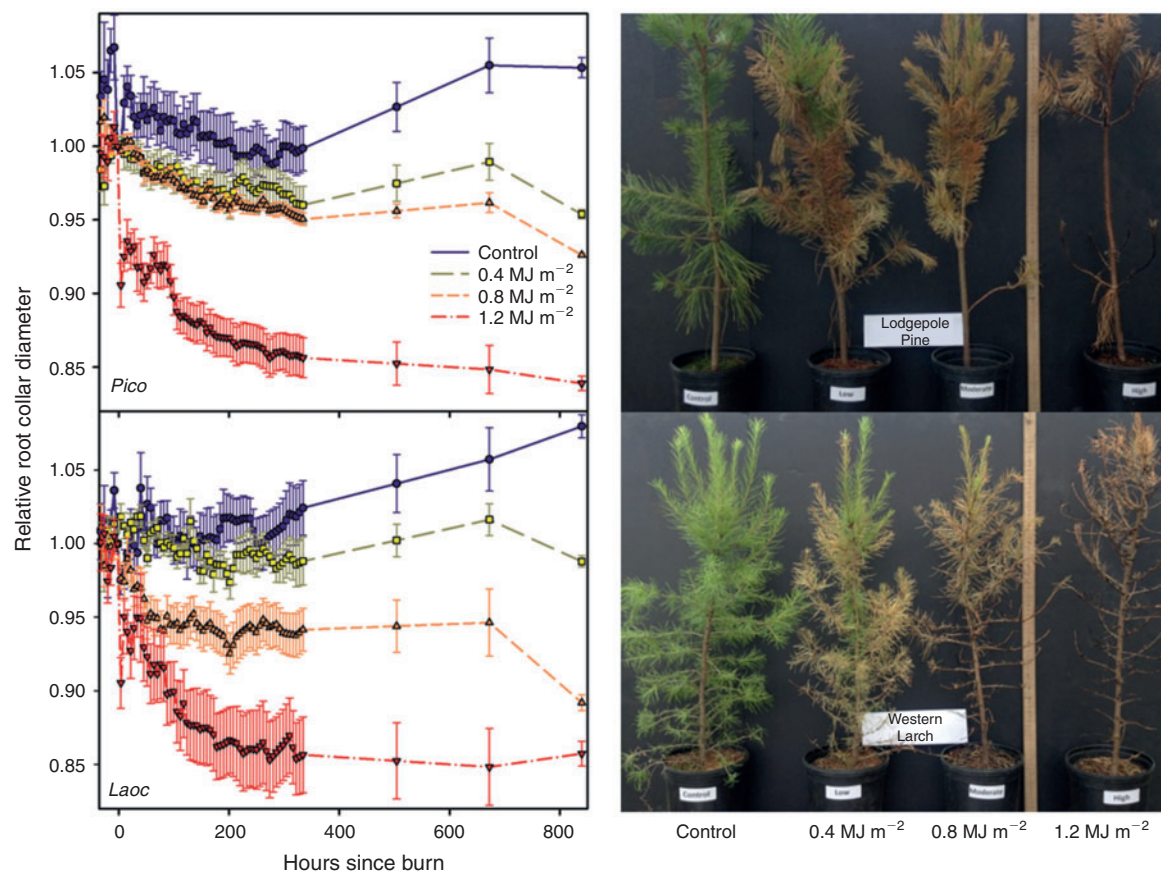 Relative root collar diameter
1.05
1.00
0.95
0.90
0.85
Pico
Control
0.4 MJ m⁻²
0.8 MJ m⁻²
1.2 MJ m⁻²
1.05
1.00
0.95
0.90
0.85
Laoc
0 200 400 600 800
Hours since burn
Lodgepole
Pine
Control
Low
Moderate
High
Western
Larch
Control
Low
Moderate
High
Control 0.4 MJ m⁻² 0.8 MJ m⁻² 1.2 MJ m⁻²